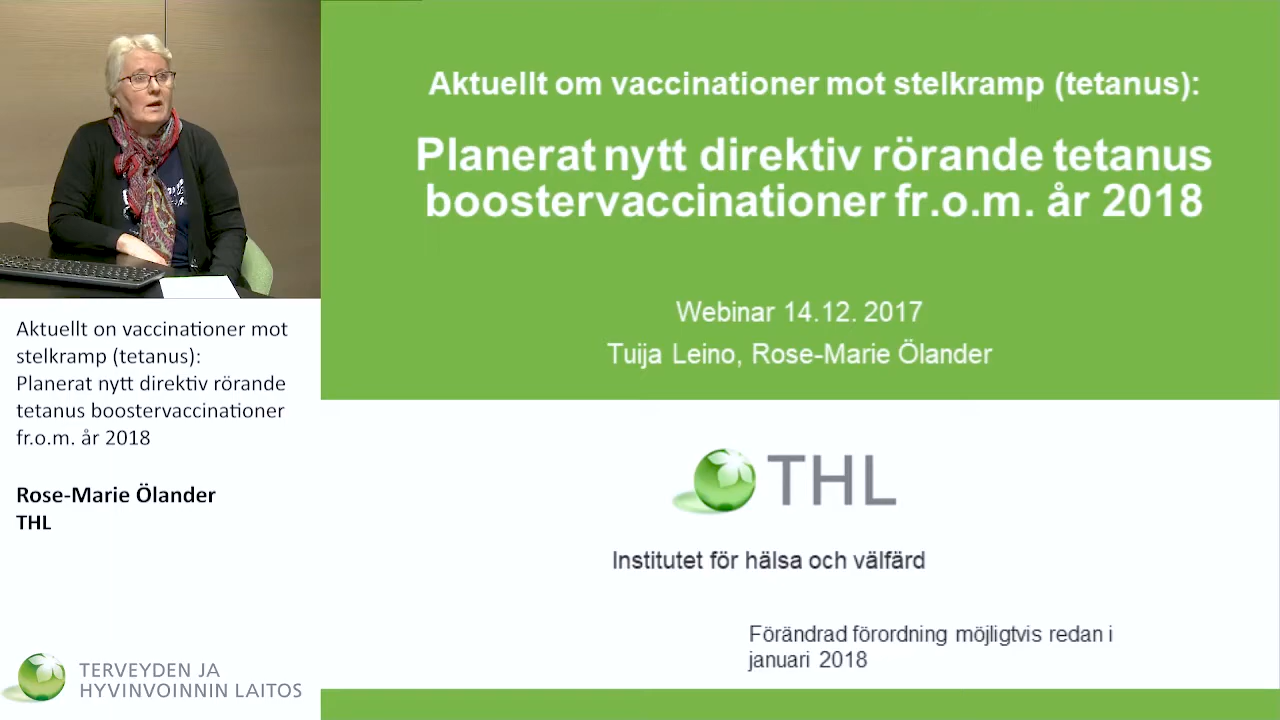 Aktuellt om vaccinationer mot stelkramp (tetanus):
Planerat nytt direktiv rörande tetanus
boostervaccinationer fr.o.m. år 2018
Webinar 14.12. 2017
Tuija Leino, Rose-Marie Ölander
THL
Institutet för hälsa och välfärd
Förändrad förordning möjligtvis redan i
januari 2018
Aktuellt on vaccinationer mot
stelkramp (tetanus):
Planerat nytt direktiv rörande
tetanus boostervaccinationer
fr.o.m. år 2018
Rose-Marie Ölander
THL
TERVEYDEN JA
HYVINVOINNIN LAITOS